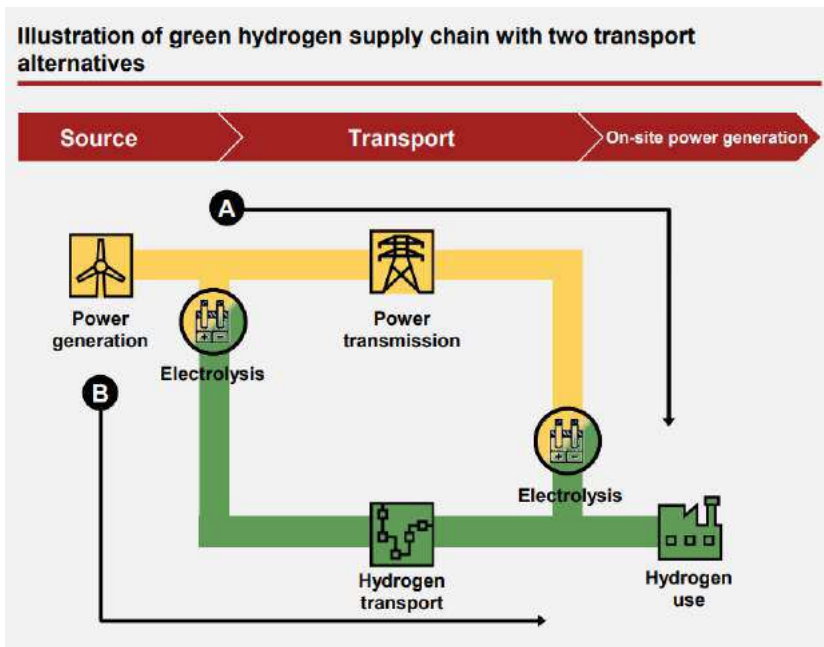 Illustration of green hydrogen supply chain with two transport
alternatives
Source
Transport
On-site power generation
A
Power
generation
Power
transmission
Electrolysis
B
Electrolysis
Hydrogen
transport
Hydrogen
use